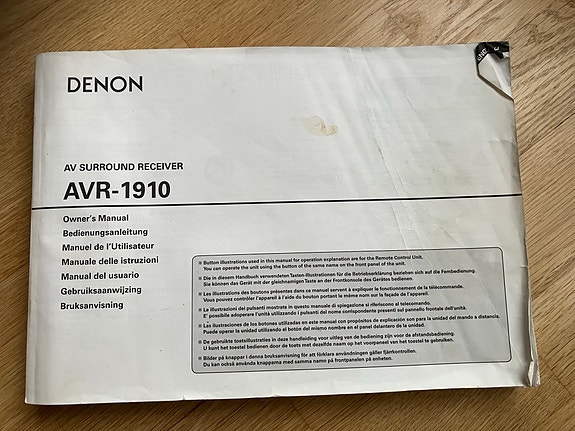 DENON
AV SURROUND RECEIVER
AVR-1910
Owner's Manual
Bedienungsanleitung
Manuel de l'Utilisateur
Manuale delle istruzioni
Manual del usuario
Gebruiksaanwijzing
Bruksanvisning
■ Button illustrations used in this manual for operation explanation are for the Remote Control Unit.
You can operate the unit using the button of the same name on the front panel of the unit.
■ Die in diesem Handbuch verwendeten Tasten-Illustrationen für die Betriebserklärung beziehen sich auf die Fernbedienung.
Sie können das Gerät mit der gleichnamigen Taste an der Frontkonsole des Gerätes bedienen.
■ Les illustrations des boutons présentes dans ce manuel servent à expliquer le fonctionnement de la télécommande.
Vous pouvez contrôler l'appareil à l'aide du bouton portant le même nom sur la façade de l'appareil.
■ Le illustrazioni dei pulsanti mostrate in questo manuale di spiegazione si riferiscono al telecomando.
E' possibile adoperare l'unità utilizzando i pulsanti del nome corrispondente presenti sul pannello frontale dell'unità.
■ Las ilustraciones de los botones utilizadas en este manual con propósitos de explicación son para la unidad del mando a distancia.
Puede operar la unidad utilizando el botón del mismo nombre en el panel delantero de la unidad.
■ De gebruikte toetsillustraties in deze handleiding voor uitleg van de bediening zijn voor de afstandsbediening.
U kunt het toestel bedienen door de toets met dezelfde naam op het voorpaneel van het toestel te gebruiken.
■ Bilder på knappar i denna bruksanvisning för att förklara användningen gäller fjärrkontrollen.
Du kan också använda knapparna med samma namn på frontpanelen på enheten.